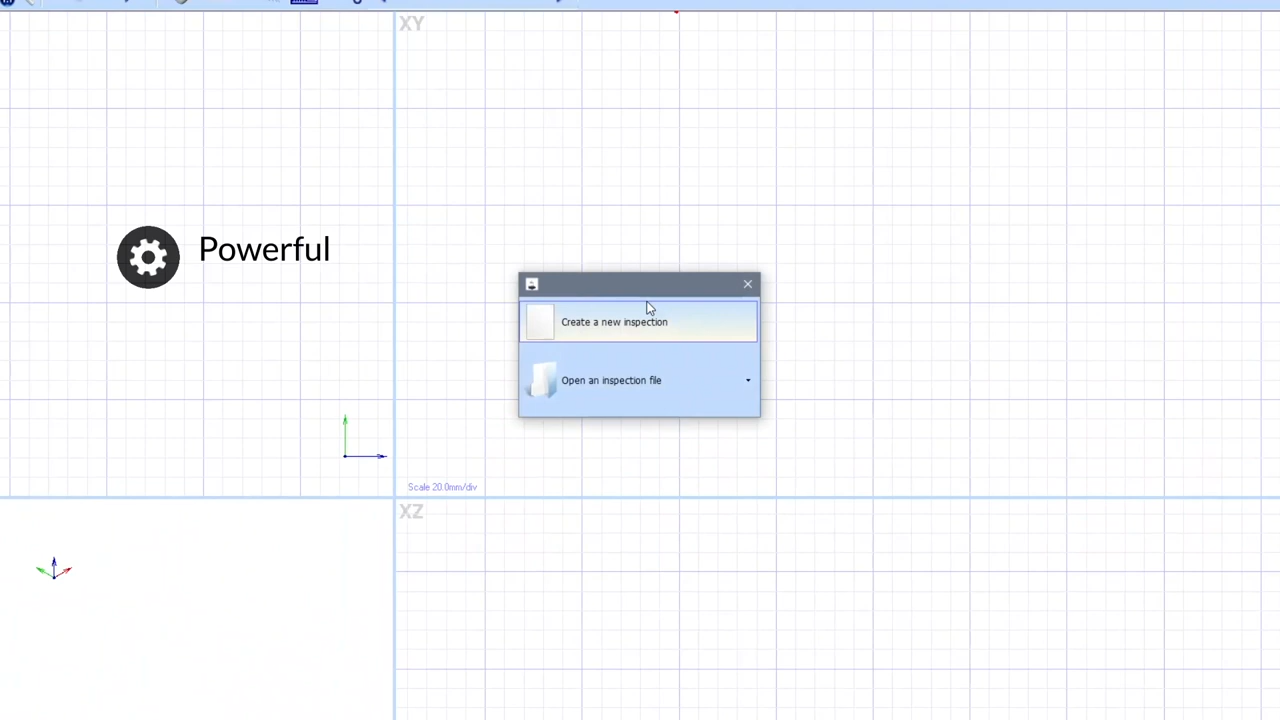 XY
Powerful
Create a new inspection
Open an inspection file
Scale 20.0mm/div
XZ